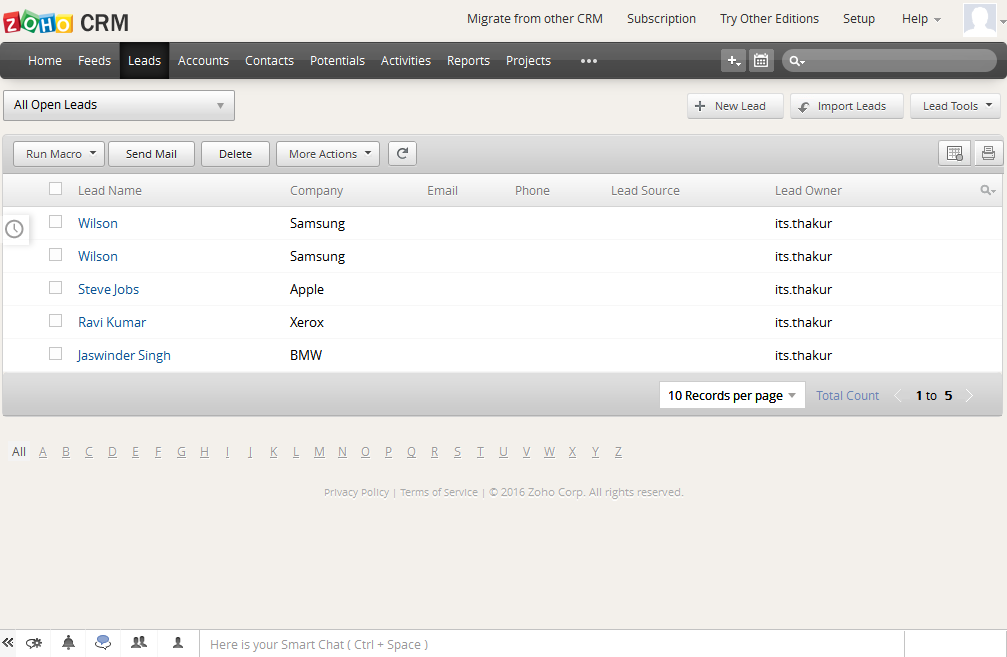 ZOHO CRM
Migrate from other CRM Subscription Try Other Editions Setup Help
Home Feeds Leads Accounts Contacts Potentials Activities Reports Projects •••
All Open Leads
+ New Lead Import Leads Lead Tools
Run Macro Send Mail Delete More Actions
Lead Name Company Email Phone Lead Source Lead Owner
Wilson Samsung its.thakur
Wilson Samsung its.thakur
Steve Jobs Apple its.thakur
Ravi Kumar Xerox its.thakur
Jaswinder Singh BMW its.thakur
10 Records per page Total Count 1 to 5
All A B C D E F G H I J K L M N O P Q R S T U V W X Y Z
Privacy Policy | Terms of Service | © 2016 Zoho Corp. All rights reserved.
Here is your Smart Chat ( Ctrl + Space )